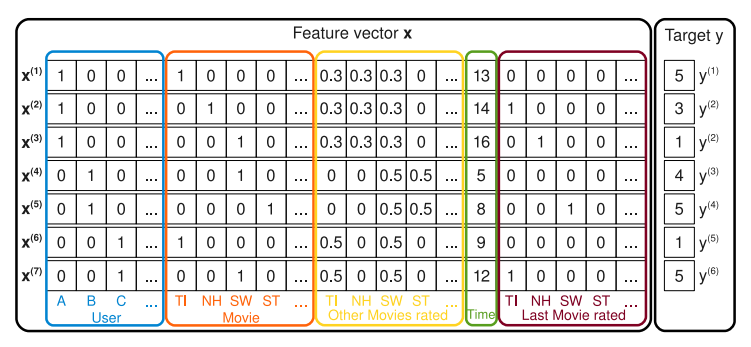 Feature vector x Target y
x(1) 1 0 0 ... 1 0 0 0 ... 0.3 0.3 0.3 0 ... 13 0 0 0 0 ... 5 y(1)
x(2) 1 0 0 ... 0 1 0 0 ... 0.3 0.3 0.3 0 ... 14 1 0 0 0 ... 3 y(2)
x(3) 1 0 0 ... 0 0 1 0 ... 0.3 0.3 0.3 0 ... 16 0 1 0 0 ... 1 y(2)
x(4) 0 1 0 ... 0 0 1 0 ... 0 0 0.5 0.5 ... 5 0 0 0 0 ... 4 y(3)
x(5) 0 1 0 ... 0 0 0 1 ... 0 0 0.5 0.5 ... 8 0 0 1 0 ... 5 y(4)
x(6) 0 0 1 ... 1 0 0 0 ... 0.5 0 0.5 0 ... 9 0 0 0 0 ... 1 y(5)
x(7) 0 0 1 ... 0 0 1 0 ... 0.5 0 0.5 0 ... 12 1 0 0 0 ... 5 y(6)
A B C ... TI NH SW ST ... TI NH SW ST ... TI NH SW ST ...
User Movie Other Movies rated Time Last Movie rated